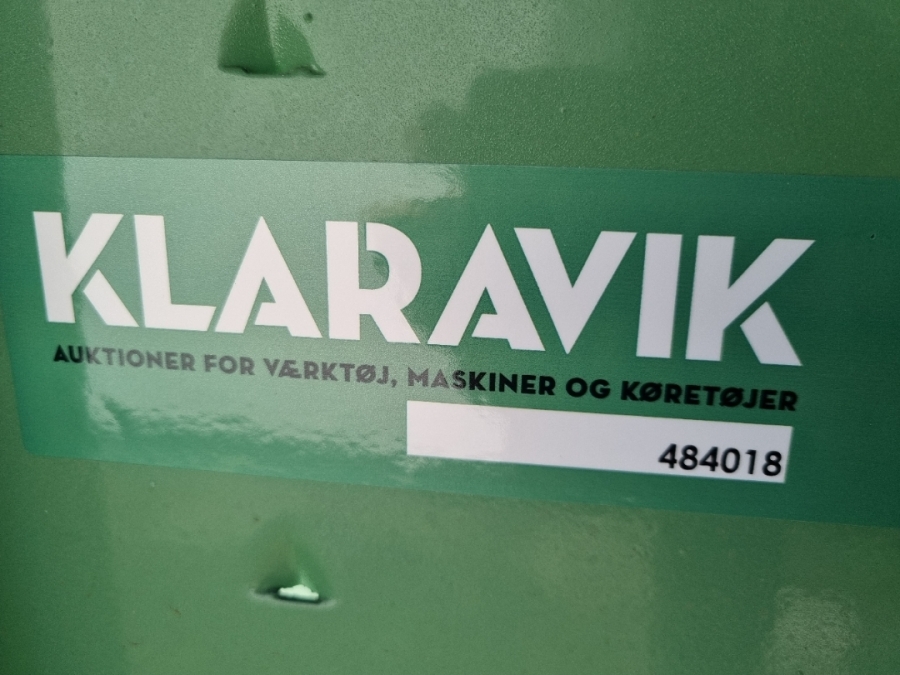 KLARAVIK
AUKTIONER FOR VÆRKTØJ, MASKINER OG KØRETØJER
484018